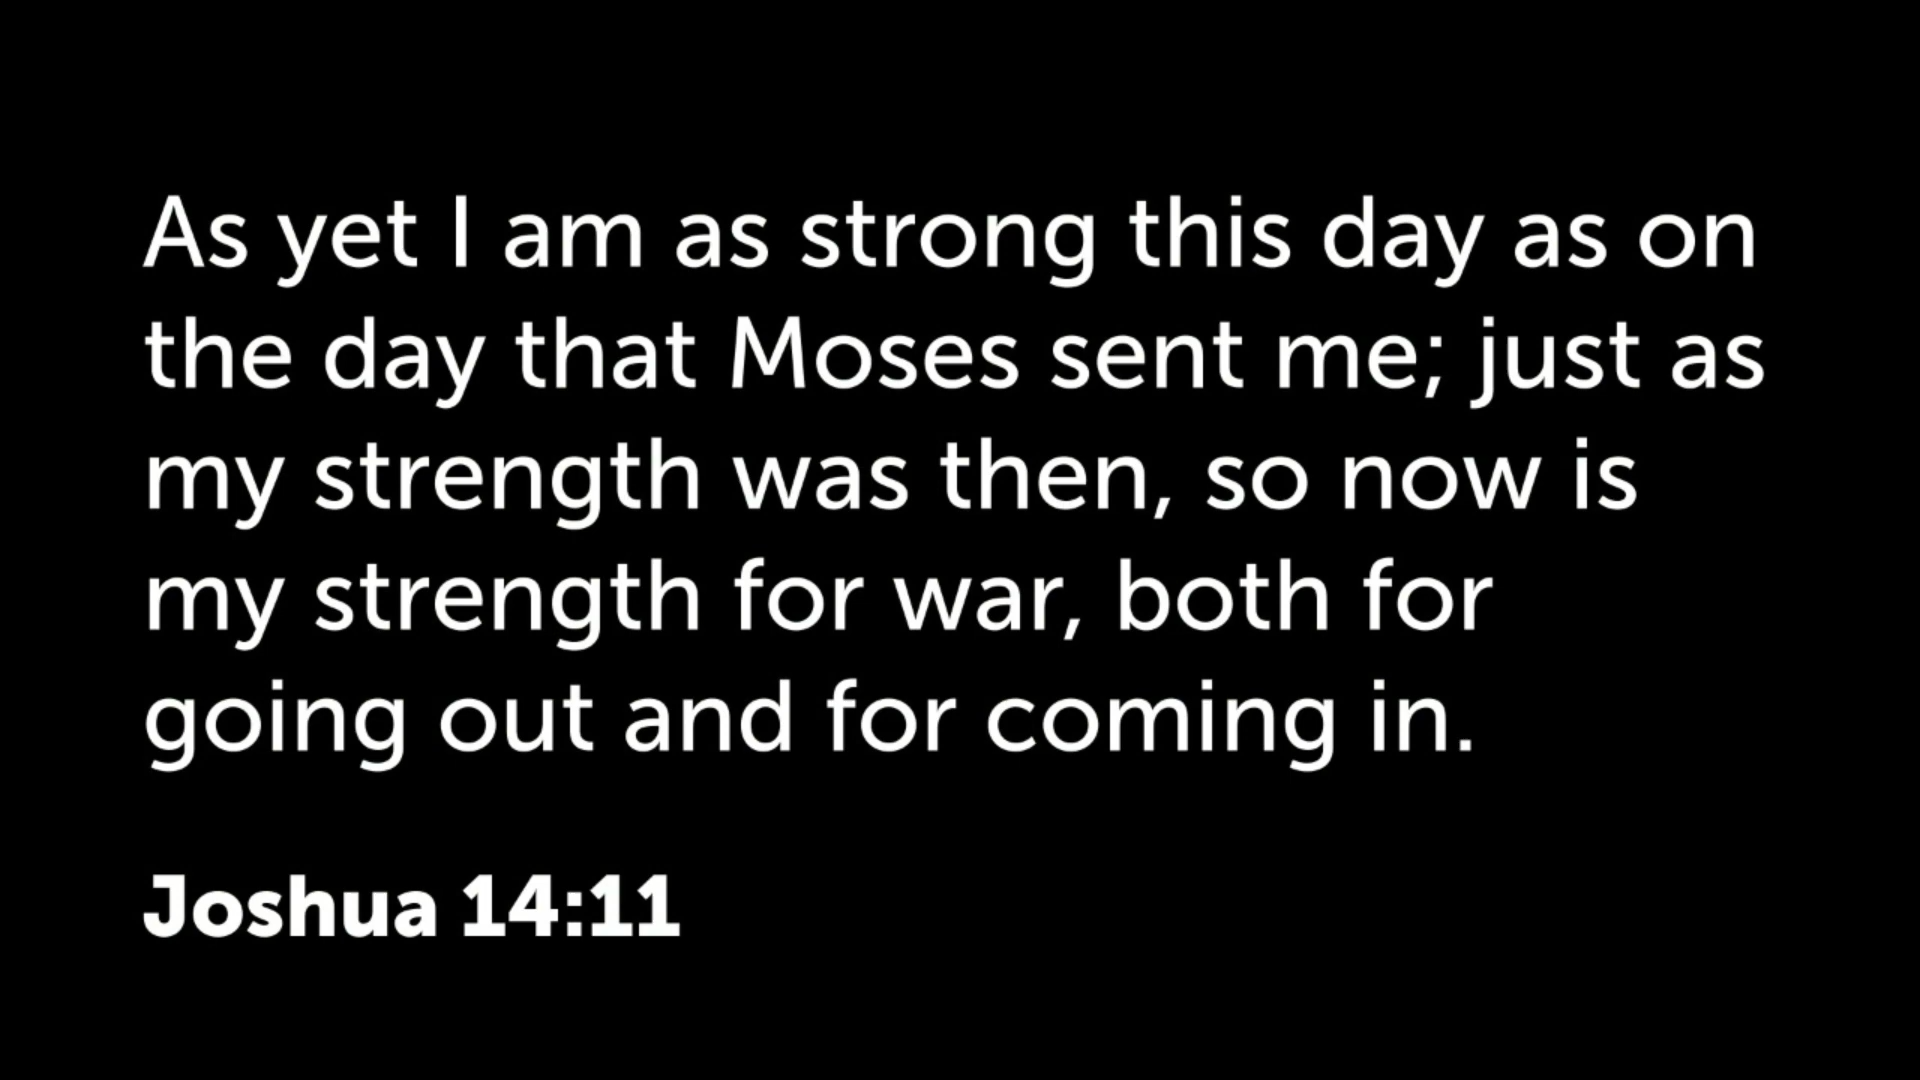 As yet I am as strong this day as on
the day that Moses sent me; just as
my strength was then, so now is
my strength for war, both for
going out and for coming in.
Joshua 14:11